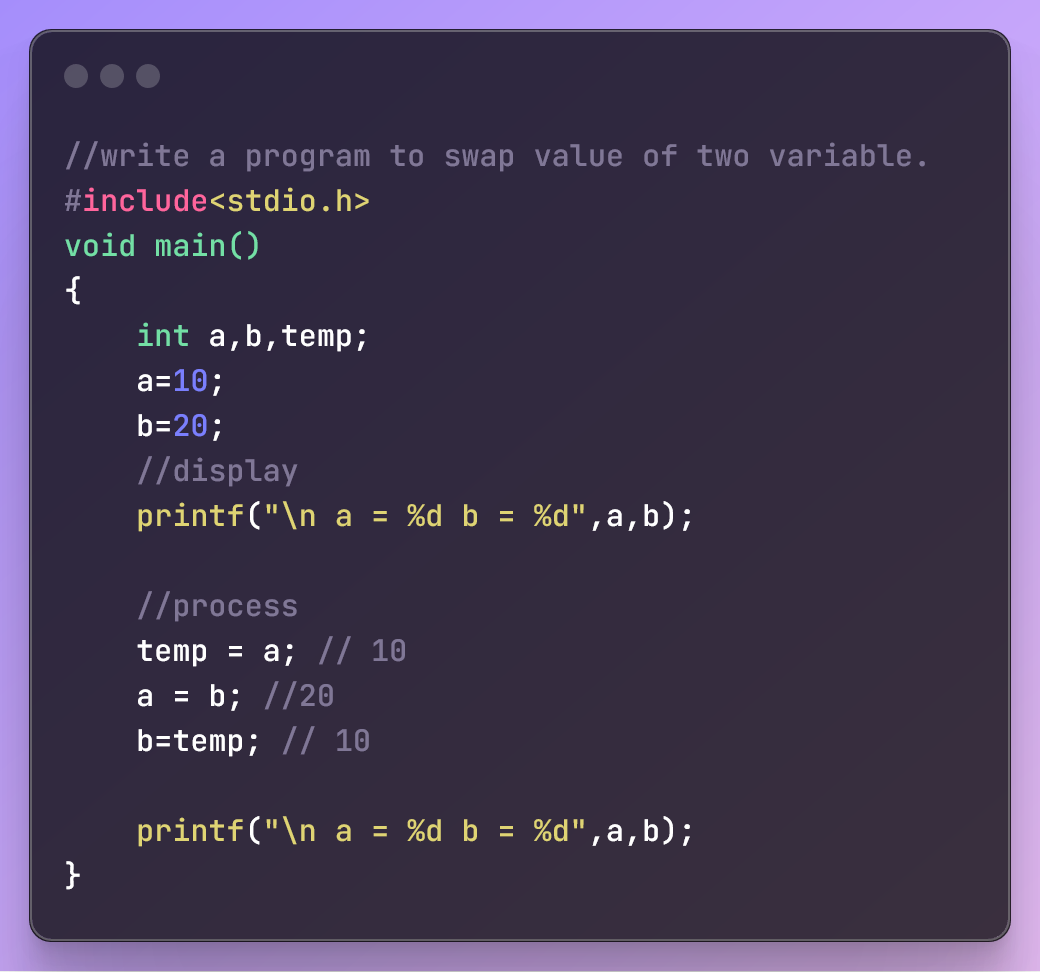 //write a program to swap value of two variable.
#include<stdio.h>
void main()
{
    int a,b,temp;
    a=10;
    b=20;
    //display
    printf("\n a = %d b = %d",a,b);

    //process
    temp = a; // 10
    a = b; //20
    b=temp; // 10

    printf("\n a = %d b = %d",a,b);
}